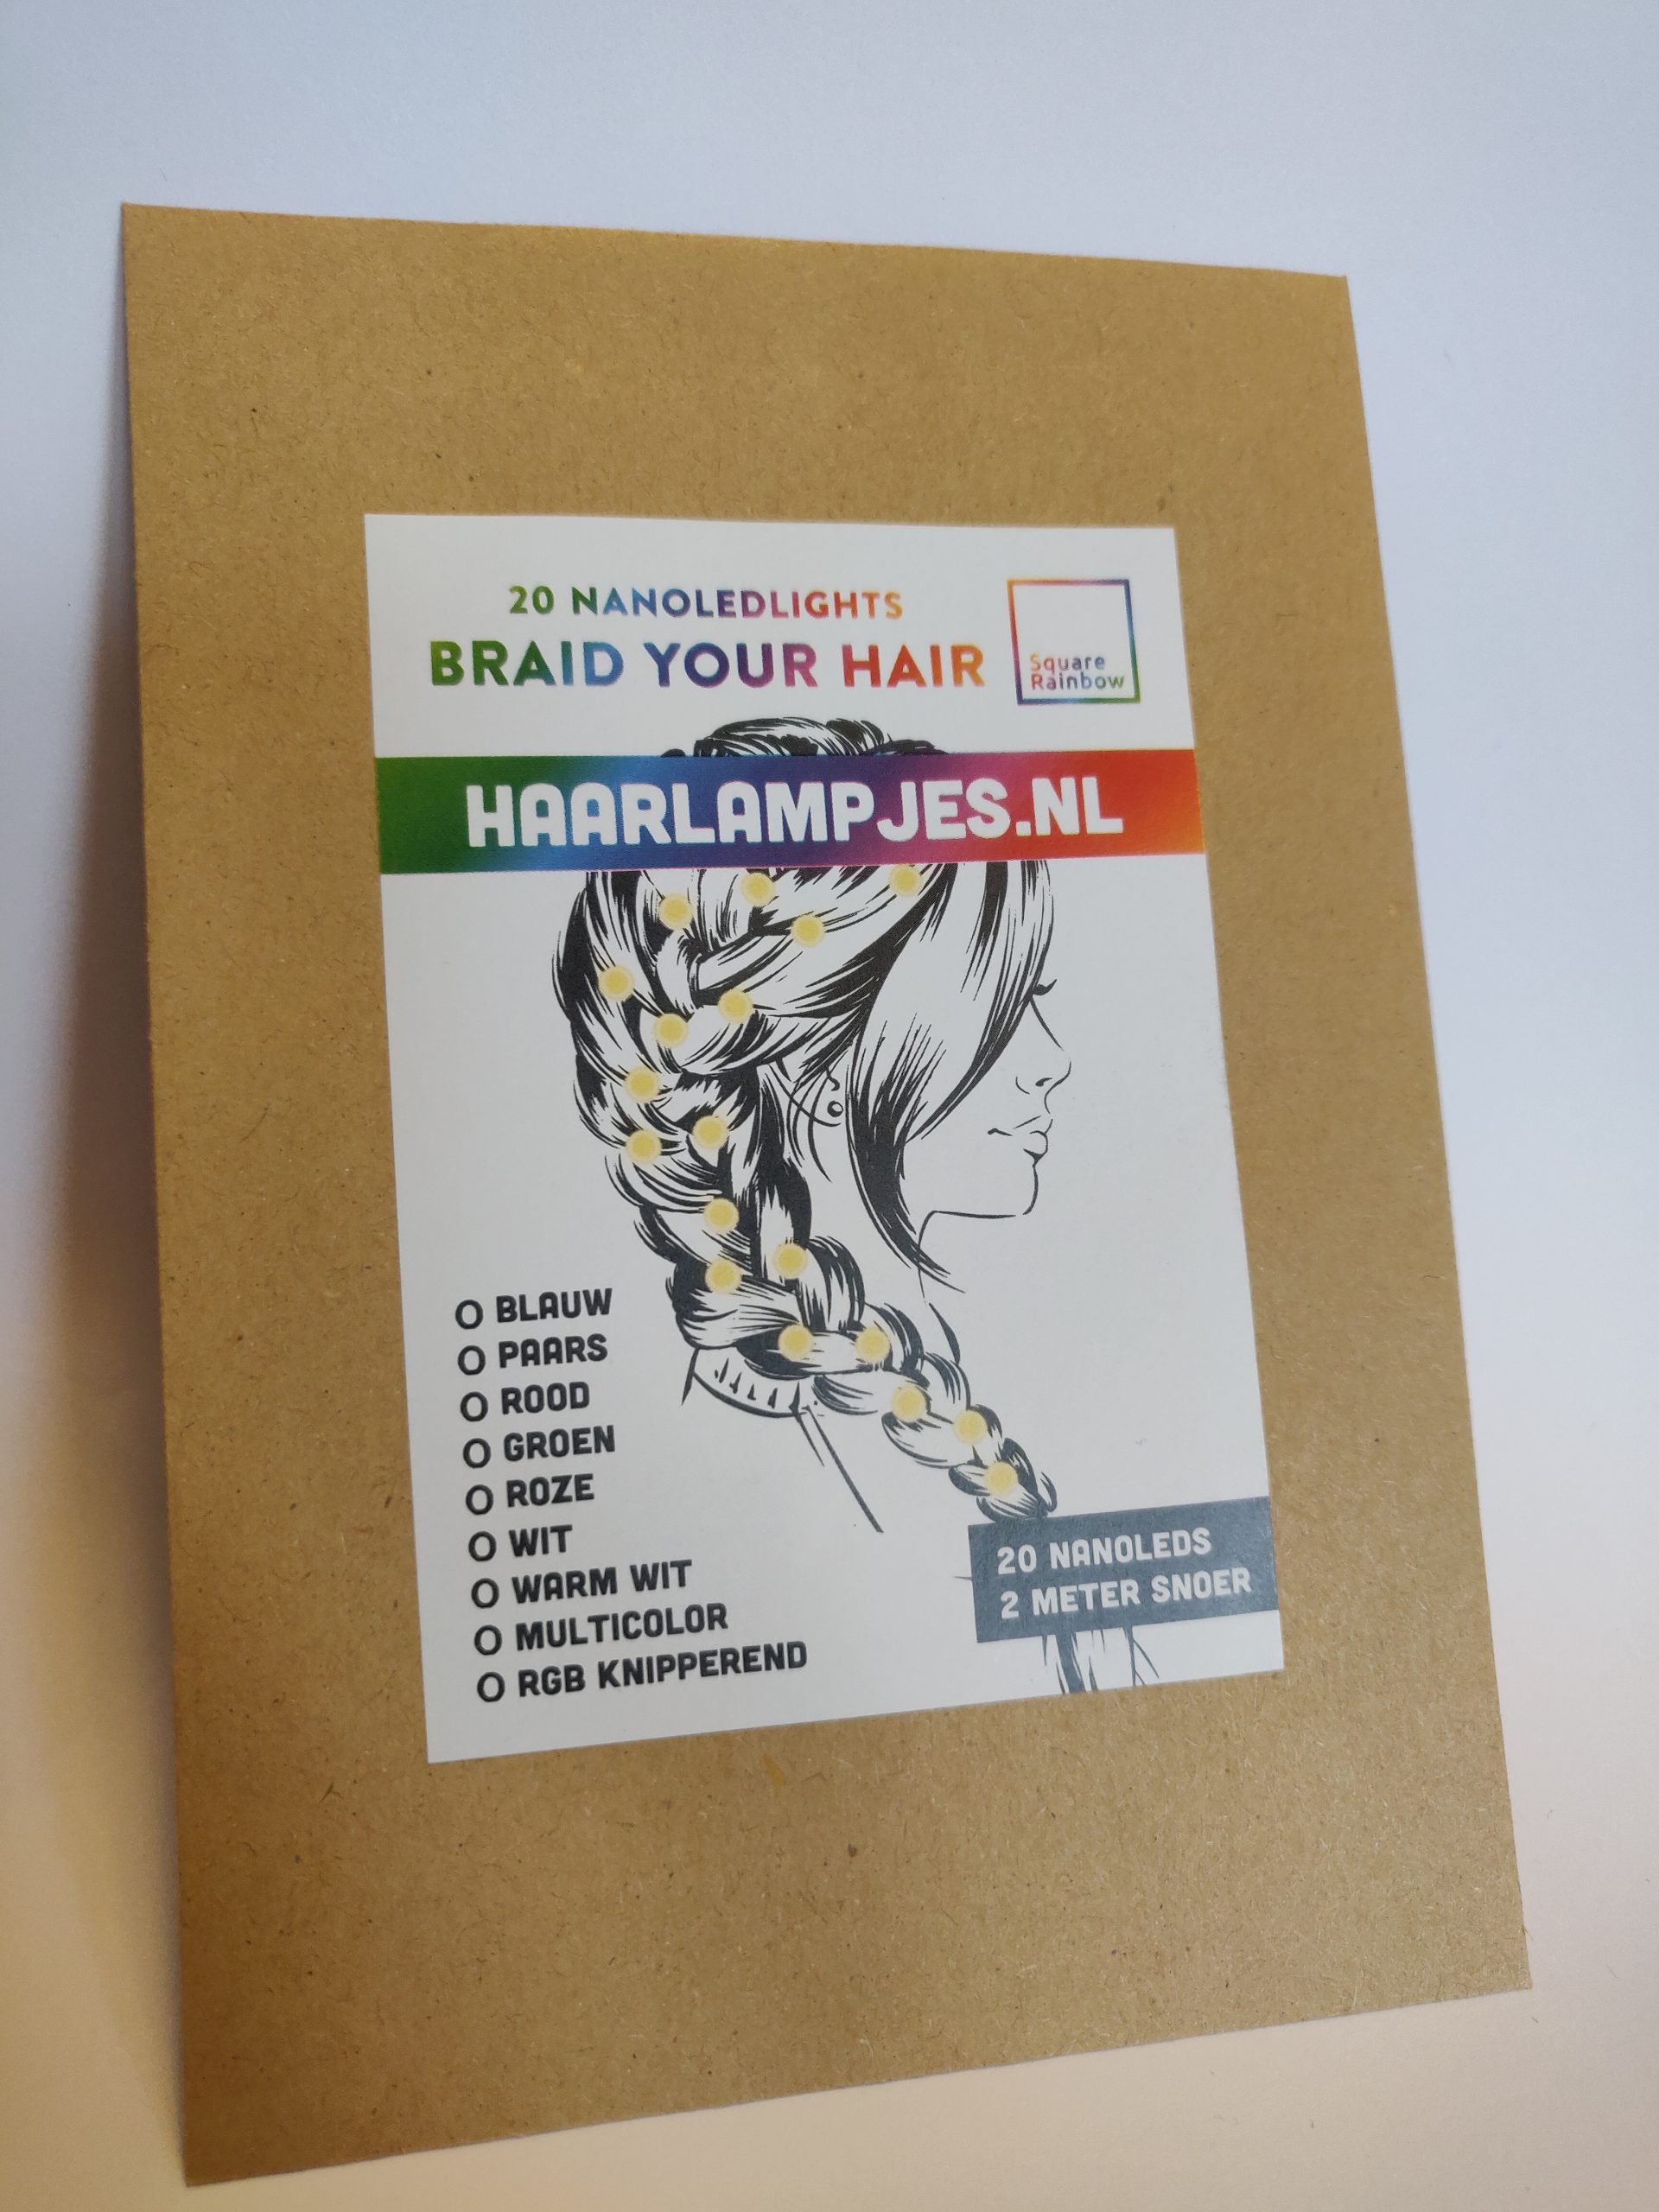 20 NANOLEDLIGHTS
BRAID YOUR HAIR
Square
Rainbow
HAARLAMPJES.NL
O BLAUW
O PAARS
O ROOD
O GROEN
O ROZE
O WIT
O WARM WIT
O MULTICOLOR
O RGB KNIPPEREND
20 NANOLEDS
2 METER SNOER